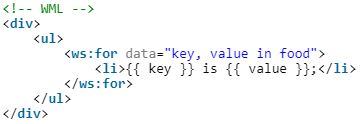 <!-- WML -->
<div>
    <ul>
        <ws:for data="key, value in food">
            <li>{{ key }} is {{ value }};</li>
        </ws:for>
    </ul>
</div>